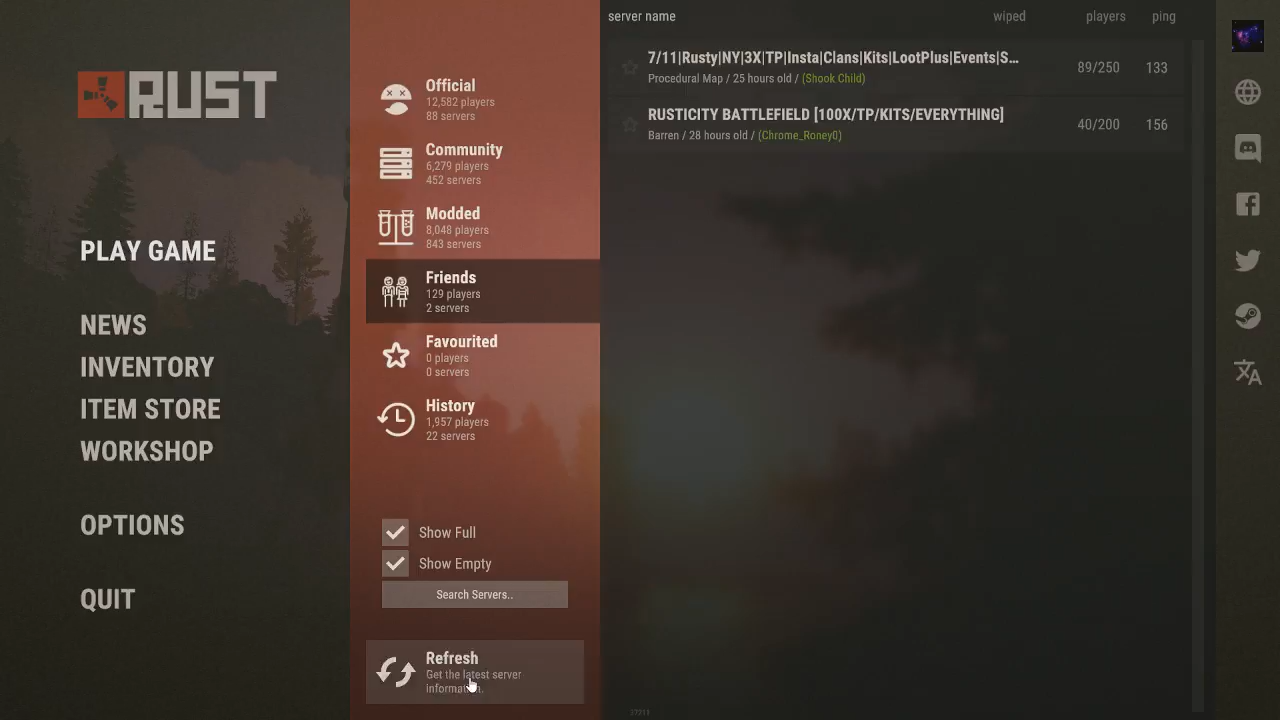 RUST
PLAY GAME
NEWS
INVENTORY
ITEM STORE
WORKSHOP
OPTIONS
QUIT
Official
12,582 players
88 servers
Community
6,279 players
452 servers
Modded
8,048 players
843 servers
Friends
129 players
2 servers
Favourited
0 players
0 servers
History
1,957 players
22 servers
Show Full
Show Empty
Search Servers..
Refresh
Get the latest server
information.
server name wiped players ping
7/11|Rusty|NY|3X|TP|Insta|Clans|Kits|LootPlus|Events|S... 89/250 133
Procedural Map / 25 hours old / (Shook Child)
RUSTICITY BATTLEFIELD [100X/TP/KITS/EVERYTHING] 40/200 156
Barren / 28 hours old / (Chrome_Roney0)